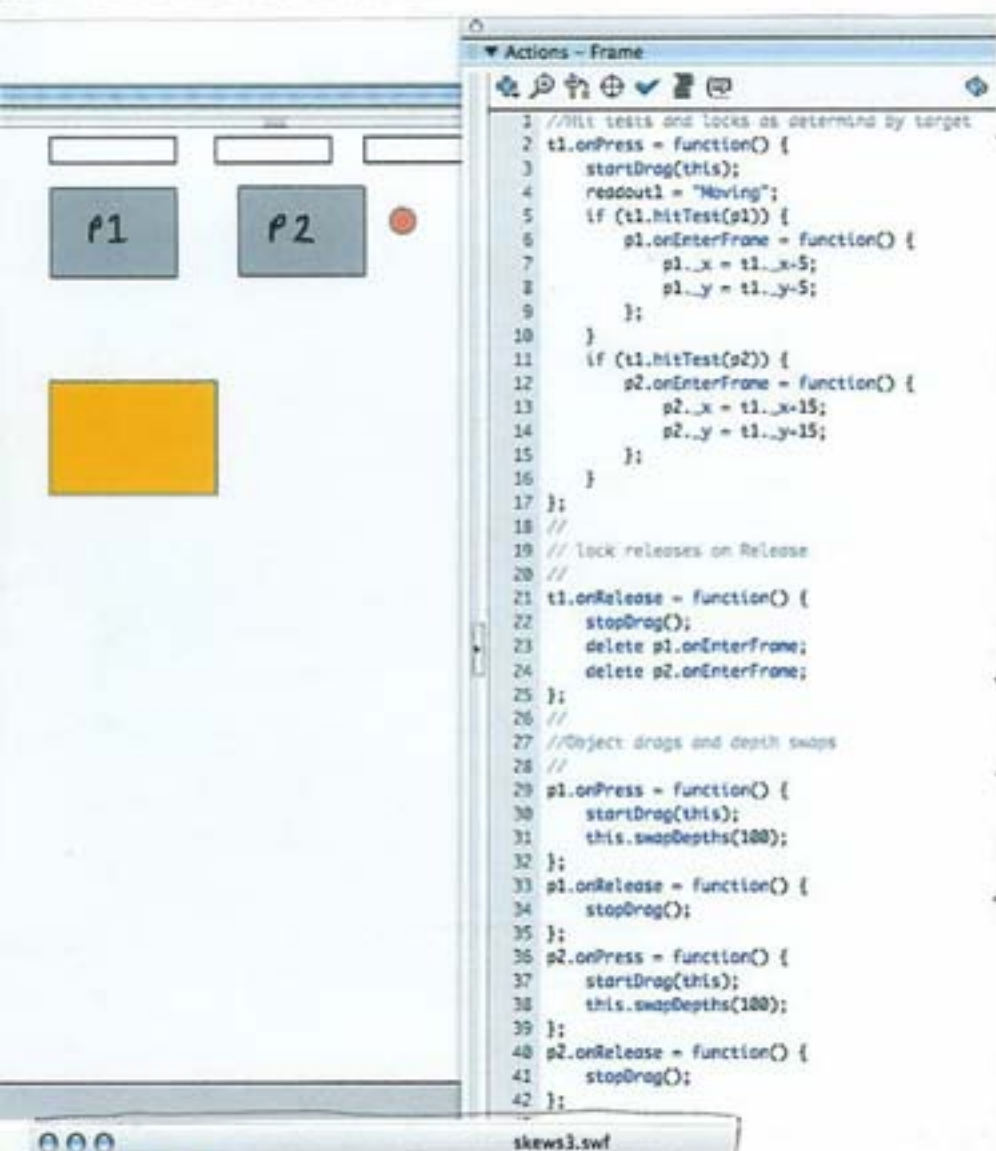 Actions - Frame
P1
P2
1 //Hit tests and locks as determind by target
2 t1.onPress = function() {
3 startDrag(this);
4 readout1 = "Moving";
5 if (t1.hitTest(p1)) {
6 p1.onEnterFrame = function() {
7 p1._x = t1._x-5;
8 p1._y = t1._y-5;
9 };
10 }
11 if (t1.hitTest(p2)) {
12 p2.onEnterFrame = function() {
13 p2._x = t1._x+15;
14 p2._y = t1._y+15;
15 };
16 }
17 };
18 //
19 // lock releases on Release
20 //
21 t1.onRelease = function() {
22 stopDrag();
23 delete p1.onEnterFrame;
24 delete p2.onEnterFrame;
25 };
26 //
27 //Object drags and depth swaps
28 //
29 p1.onPress = function() {
30 startDrag(this);
31 this.swapDepths(100);
32 };
33 p1.onRelease = function() {
34 stopDrag();
35 };
36 p2.onPress = function() {
37 startDrag(this);
38 this.swapDepths(100);
39 };
40 p2.onRelease = function() {
41 stopDrag();
42 };
skews3.swf